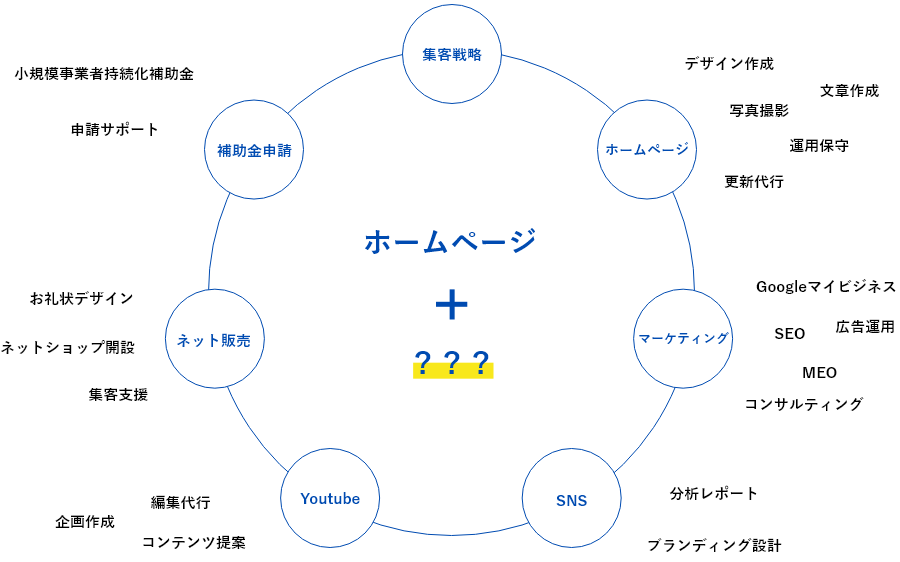 集客戦略
小規模事業者持続化補助金
申請サポート
補助金申請
デザイン作成
文章作成
写真撮影
運用保守
ホームページ
更新代行
ホームページ
+
???
お礼状デザイン
ネットショップ開設
ネット販売
集客支援
Googleマイビジネス
広告運用
SEO
マーケティング
MEO
コンサルティング
Youtube
編集代行
企画作成
コンテンツ提案
SNS
分析レポート
ブランディング設計